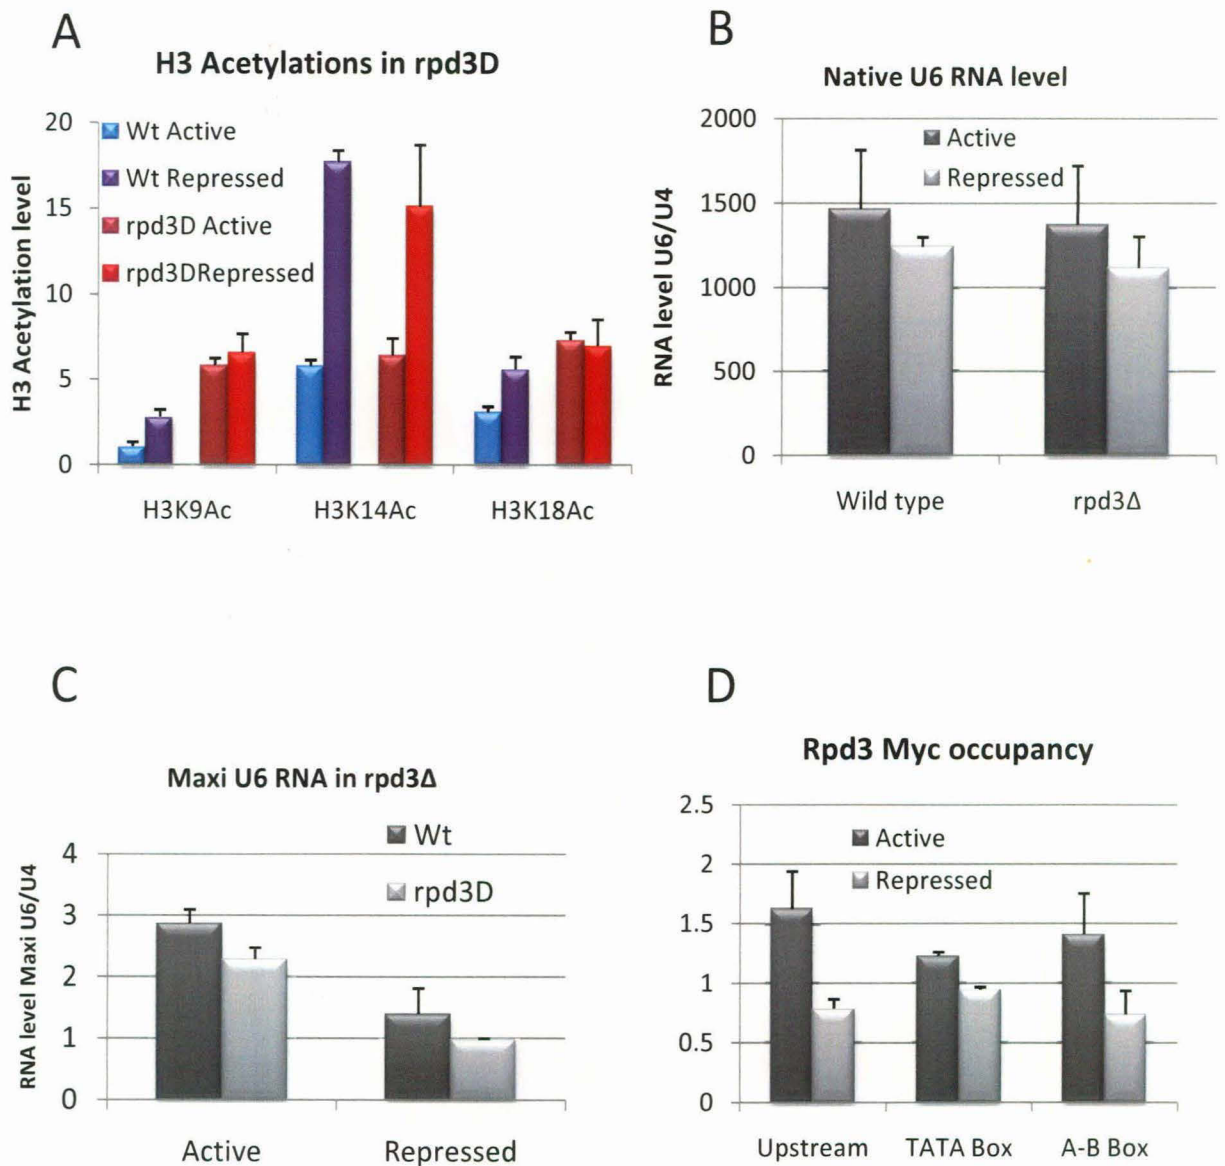 A
H3 Acetylations in rpd3D
H3 Acetylation level
20
15
10
5
0
Wt Active
Wt Repressed
rpd3D Active
rpd3DRepressed
H3K9Ac H3K14Ac H3K18Ac
B
Native U6 RNA level
RNA level U6/U4
2000
1500
1000
500
0
Active
Repressed
Wild type rpd3Δ
C
Maxi U6 RNA in rpd3Δ
RNA level Maxi U6/U4
4
3
2
1
0
Wt
rpd3D
Active Repressed
D
Rpd3 Myc occupancy
2.5
2
1.5
1
0.5
0
Active
Repressed
Upstream TATA Box A-B Box